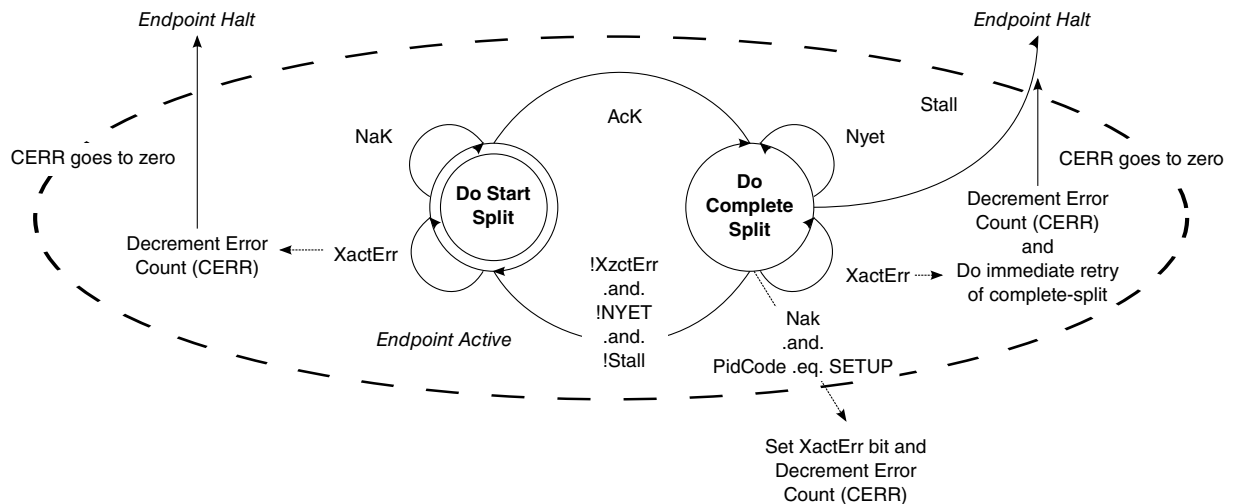 Endpoint Halt
Endpoint Halt
Stall
AcK
NaK
Nyet
CERR goes to zero
CERR goes to zero
Do Start
Split
Do
Complete
Split
Decrement Error
Count (CERR)
and
Do immediate retry
of complete-split
Decrement Error
Count (CERR)
XactErr
XactErr
!XzctErr
.and.
!NYET
.and.
!Stall
Endpoint Active
Nak
.and.
PidCode .eq. SETUP
Set XactErr bit and
Decrement Error
Count (CERR)